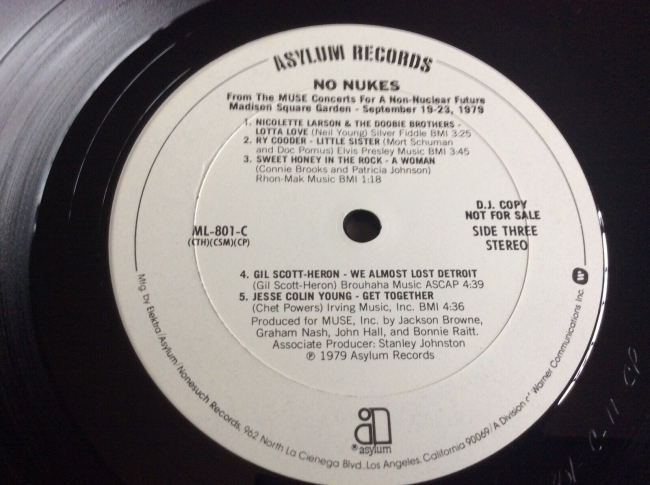 ASYLUM RECORDS
NO NUKES
From The MUSE Concerts For A Non-Nuclear Future
Madison Square Garden - September 19-23, 1979
1. NICOLETTE LARSON & THE DOOBIE BROTHERS -
LOTTA LOVE (Neil Young) Silver Fiddle BMI 3:25
2. RY COODER - LITTLE SISTER (Mort Schuman
and Doc Pomus) Elvis Presley Music BMI 3:45
3. SWEET HONEY IN THE ROCK - A WOMAN
(Connie Brooks and Patricia Johnson)
Rhon-Mak Music BMI 1:18
ML-801-C
(CTH)(CSM)(CP)
D.J. COPY
NOT FOR SALE
SIDE THREE
STEREO
4. GIL SCOTT-HERON - WE ALMOST LOST DETROIT
(Gil Scott-Heron) Brouhaha Music ASCAP 4:39
5. JESSE COLIN YOUNG - GET TOGETHER
(Chet Powers) Irving Music, Inc. BMI 4:36
Produced for MUSE, Inc. by Jackson Browne,
Graham Nash, John Hall, and Bonnie Raitt.
Associate Producer: Stanley Johnston
℗ 1979 Asylum Records
®asylum
Mfg. by Elektra/Asylum/Nonesuch Records, 962 North La Cienega Blvd., Los Angeles, California 90069/A Division of Warner Communications Inc.